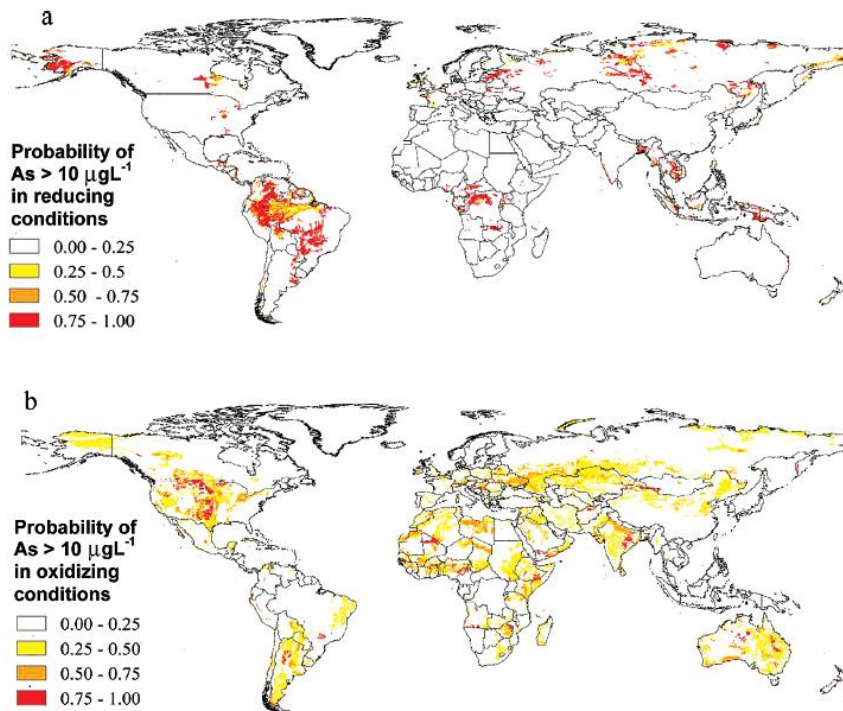 a
Probability of
As > 10 µgL⁻¹
in reducing
conditions
0.00 - 0.25
0.25 - 0.5
0.50 - 0.75
0.75 - 1.00
b
Probability of
As > 10 µgL⁻¹
in oxidizing
conditions
0.00 - 0.25
0.25 - 0.50
0.50 - 0.75
0.75 - 1.00